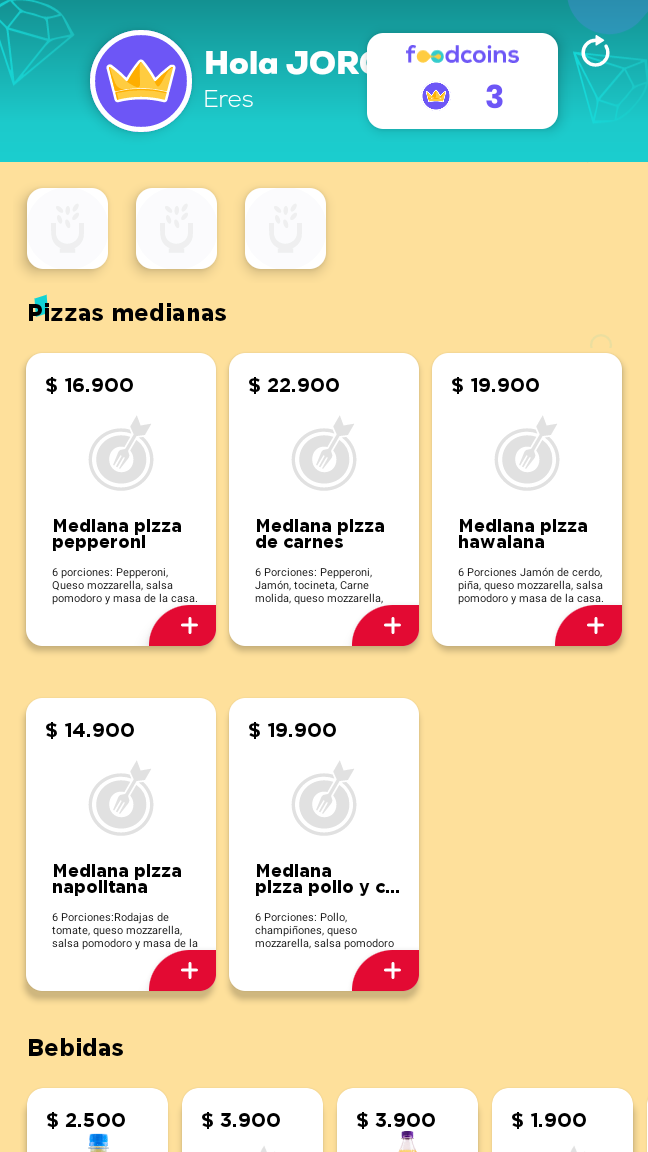 Hola JORG
Eres
foodcoins
3
Pizzas medianas
$ 16.900
Mediana pizza
pepperoni
6 porciones: Pepperoni,
Queso mozzarella, salsa
pomodoro y masa de la casa.
+
$ 22.900
Mediana pizza
de carnes
6 Porciones: Pepperoni,
Jamón, tocineta, Carne
molida, queso mozzarella,
+
$ 19.900
Mediana pizza
hawaiana
6 Porciones Jamón de cerdo,
piña, queso mozzarella, salsa
pomodoro y masa de la casa.
+
$ 14.900
Mediana pizza
napolitana
6 Porciones:Rodajas de
tomate, queso mozzarella,
salsa pomodoro y masa de la
+
$ 19.900
Mediana
pizza pollo y c...
6 Porciones: Pollo,
champiñones, queso
mozzarella, salsa pomodoro
+
Bebidas
$ 2.500
$ 3.900
$ 3.900
$ 1.900